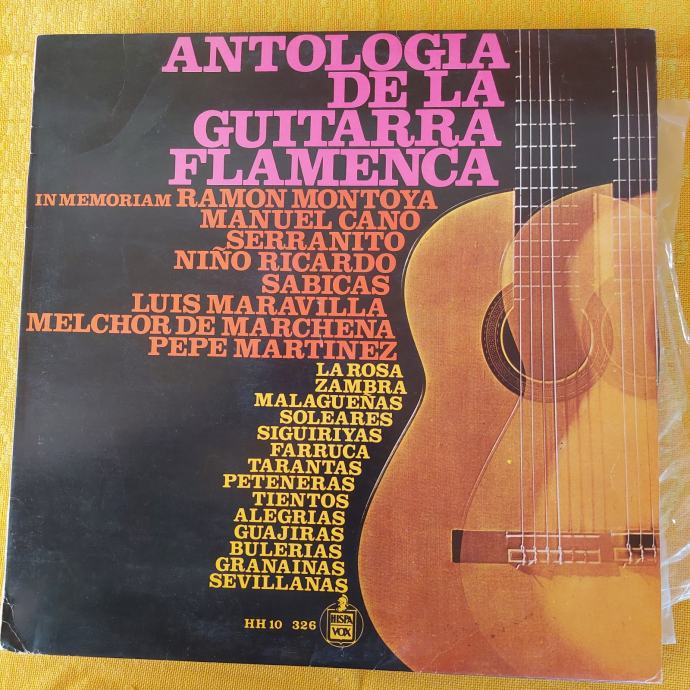 ANTOLOGIA
DE LA
GUITARRA
FLAMENCA
IN MEMORIAM RAMON MONTOYA
MANUEL CANO
SERRANITO
NIÑO RICARDO
SABICAS
LUIS MARAVILLA
MELCHOR DE MARCHENA
PEPE MARTINEZ
LA ROSA
ZAMBRA
MALAGUEÑAS
SOLEARES
SIGUIRIYAS
FARRUCA
TARANTAS
PETENERAS
TIENTOS
ALEGRIAS
GUAJIRAS
BULERIAS
GRANAINAS
SEVILLANAS
HH 10 326
HISPA
VOX